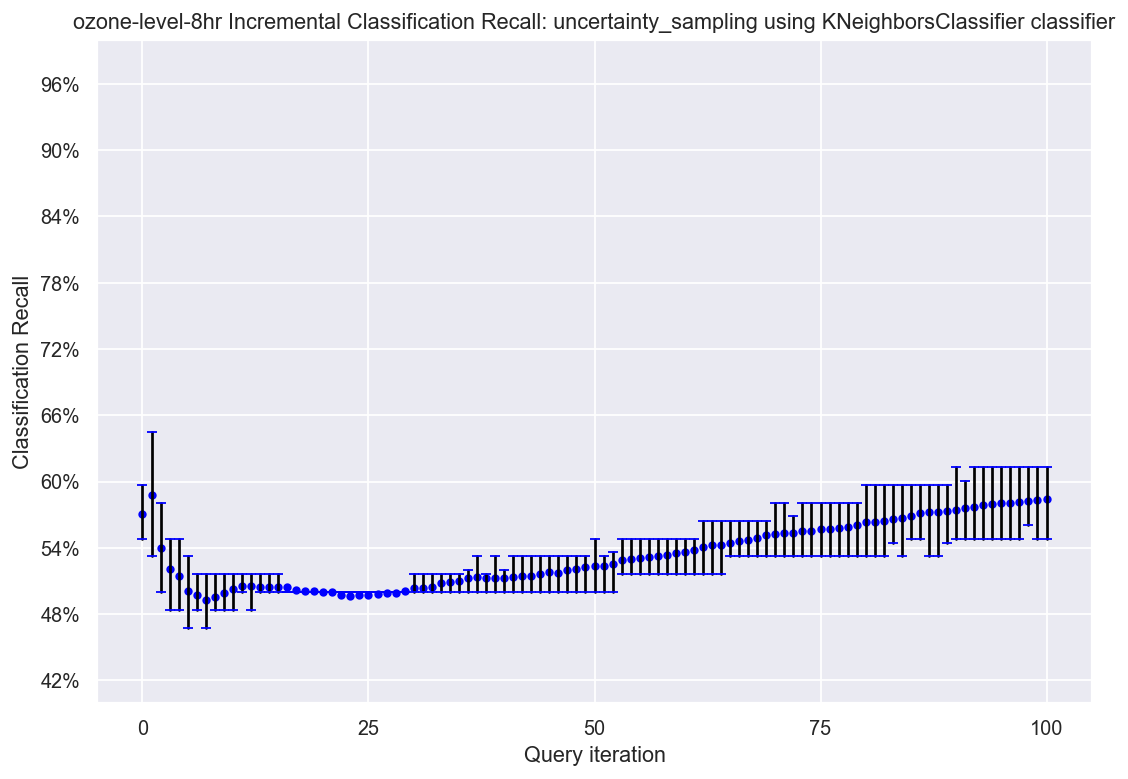 ozone-level-8hr Incremental Classification Recall: uncertainty_sampling using KNeighborsClassifier classifier
96%
90%
84%
78%
72%
66%
60%
54%
48%
42%
Classification Recall
0 25 50 75 100
Query iteration